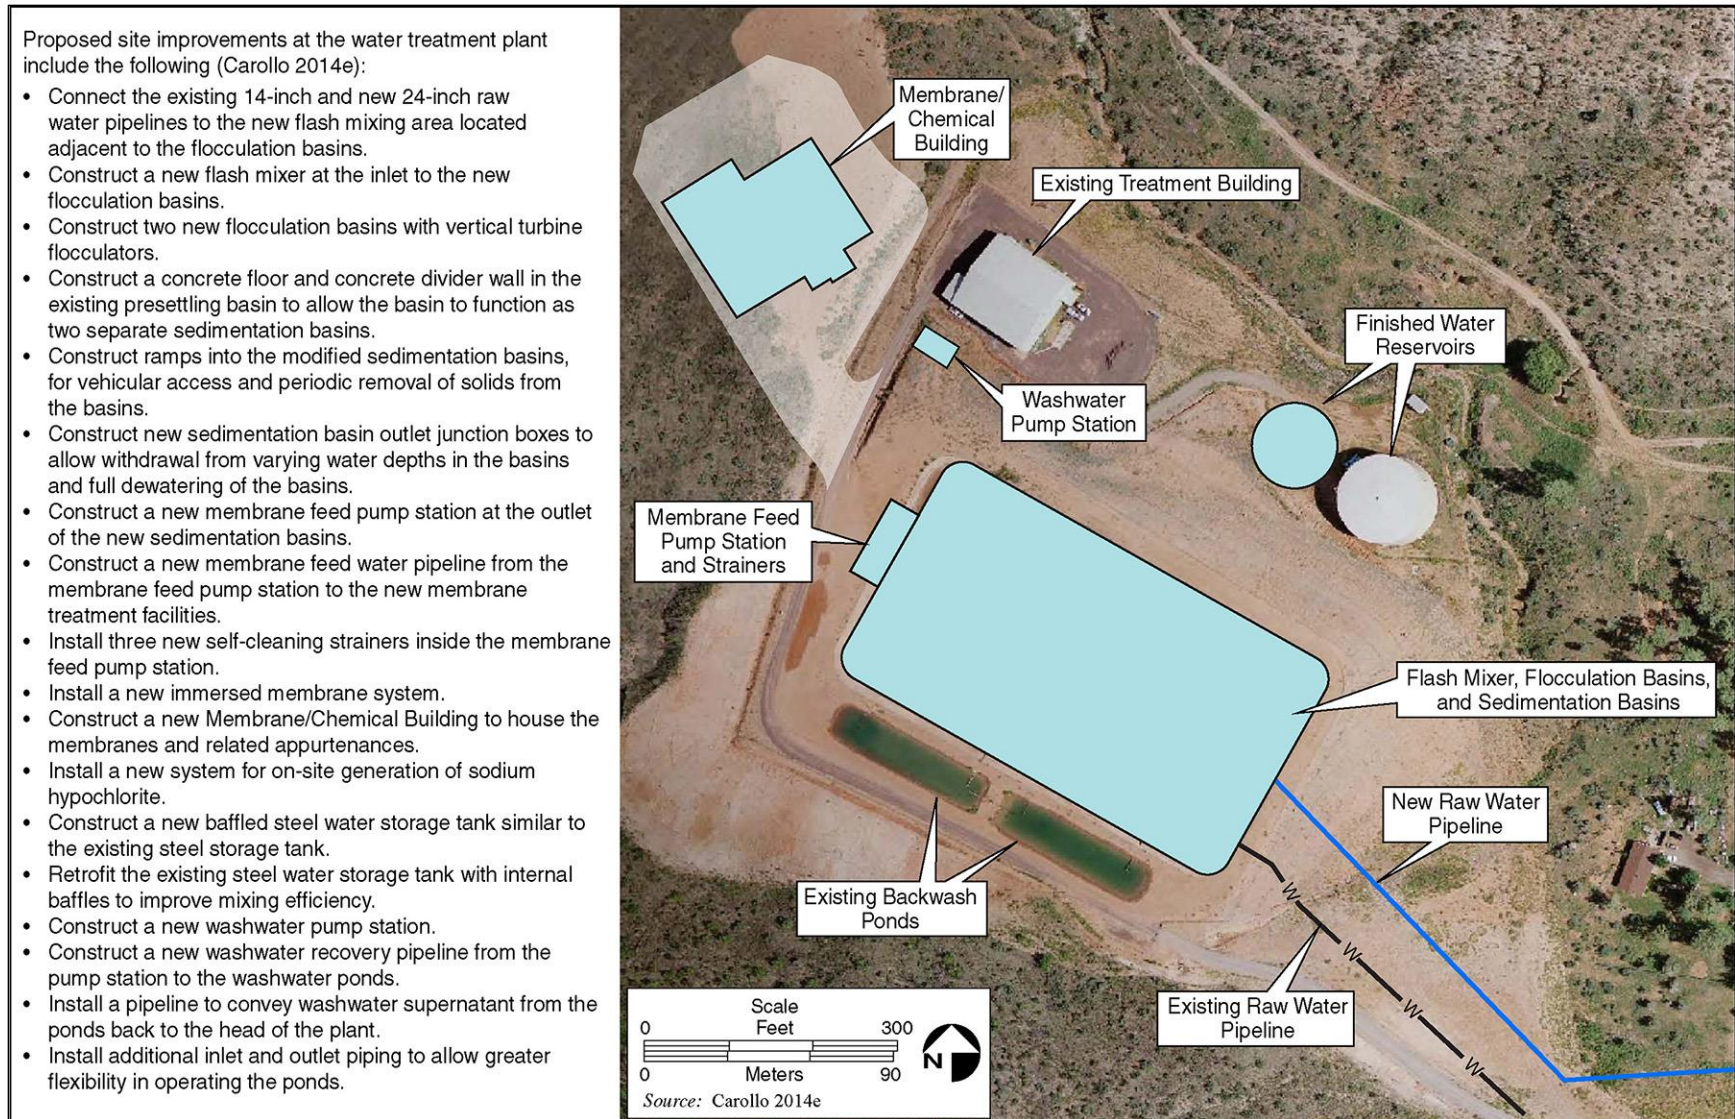 Proposed site improvements at the water treatment plant
include the following (Carollo 2014e):
• Connect the existing 14-inch and new 24-inch raw
water pipelines to the new flash mixing area located
adjacent to the flocculation basins.
• Construct a new flash mixer at the inlet to the new
flocculation basins.
• Construct two new flocculation basins with vertical turbine
flocculators.
• Construct a concrete floor and concrete divider wall in the
existing presettling basin to allow the basin to function as
two separate sedimentation basins.
• Construct ramps into the modified sedimentation basins,
for vehicular access and periodic removal of solids from
the basins.
• Construct new sedimentation basin outlet junction boxes to
allow withdrawal from varying water depths in the basins
and full dewatering of the basins.
• Construct a new membrane feed pump station at the outlet
of the new sedimentation basins.
• Construct a new membrane feed water pipeline from the
membrane feed pump station to the new membrane
treatment facilities.
• Install three new self-cleaning strainers inside the membrane
feed pump station.
• Install a new immersed membrane system.
• Construct a new Membrane/Chemical Building to house the
membranes and related appurtenances.
• Install a new system for on-site generation of sodium
hypochlorite.
• Construct a new baffled steel water storage tank similar to
the existing steel storage tank.
• Retrofit the existing steel water storage tank with internal
baffles to improve mixing efficiency.
• Construct a new washwater pump station.
• Construct a new washwater recovery pipeline from the
pump station to the washwater ponds.
• Install a pipeline to convey washwater supernatant from the
ponds back to the head of the plant.
• Install additional inlet and outlet piping to allow greater
flexibility in operating the ponds.
Membrane/
Chemical
Building
Existing Treatment Building
Finished Water
Reservoirs
Washwater
Pump Station
Membrane Feed
Pump Station
and Strainers
Flash Mixer, Flocculation Basins,
and Sedimentation Basins
New Raw Water
Pipeline
Existing Backwash
Ponds
Existing Raw Water
Pipeline
W
W
W
W
Scale
0 Feet 300
0 Meters 90
N
Source: Carollo 2014e